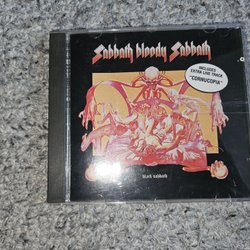 Sabbath bloody Sabbath
INCLUDES
EXTRA LIVE TRACK
"CORNUCOPIA"
black sabbath